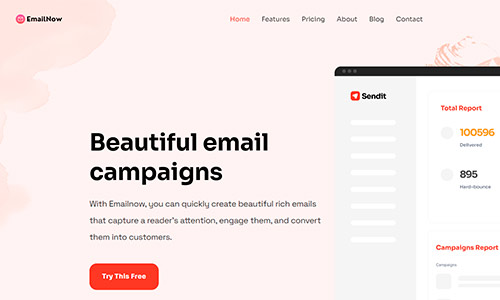 EmailNow
Home Features Pricing About Blog Contact
Sendit
Total Report
100596
Delivered
895
Hard-bounce
Beautiful email
campaigns
With Emailnow, you can quickly create beautiful rich emails
that capture a reader's attention, engage them, and convert
them into customers.
Try This Free
Campaigns Report
Campaigns